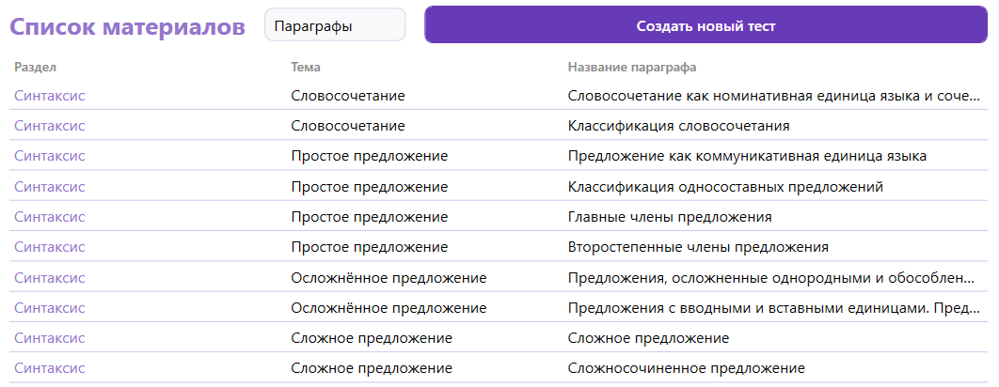 Список материалов Параграфы Создать новый тест
Раздел Тема Название параграфа
Синтаксис Словосочетание Словосочетание как номинативная единица языка и соче...
Синтаксис Словосочетание Классификация словосочетания
Синтаксис Простое предложение Предложение как коммуникативная единица языка
Синтаксис Простое предложение Классификация односоставных предложений
Синтаксис Простое предложение Главные члены предложения
Синтаксис Простое предложение Второстепенные члены предложения
Синтаксис Осложнённое предложение Предложения, осложненные однородными и обособлен...
Синтаксис Осложнённое предложение Предложения с вводными и вставными единицами. Пред...
Синтаксис Сложное предложение Сложное предложение
Синтаксис Сложное предложение Сложносочиненное предложение